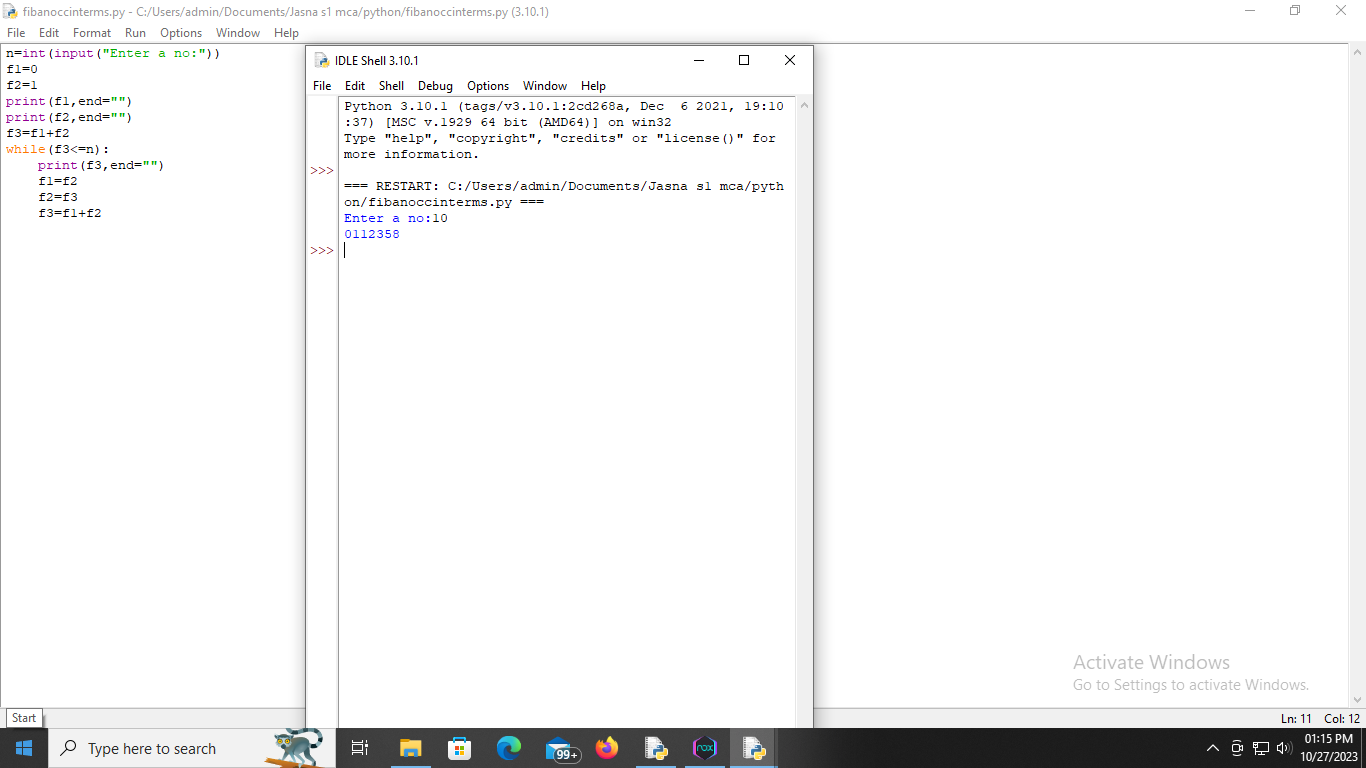 fibanoccinterms.py - C:/Users/admin/Documents/Jasna s1 mca/python/fibanoccinterms.py (3.10.1)
File Edit Format Run Options Window Help
n=int(input("Enter a no:"))
f1=0
f2=1
print(f1,end="")
print(f2,end="")
f3=f1+f2
while(f3<=n):
    print(f3,end="")
    f1=f2
    f2=f3
    f3=f1+f2
IDLE Shell 3.10.1
File Edit Shell Debug Options Window Help
Python 3.10.1 (tags/v3.10.1:2cd268a, Dec  6 2021, 19:10
:37) [MSC v.1929 64 bit (AMD64)] on win32
Type "help", "copyright", "credits" or "license()" for
more information.
>>>
=== RESTART: C:/Users/admin/Documents/Jasna s1 mca/pyth
on/fibanoccinterms.py ===
Enter a no:10
0112358
>>>
Activate Windows
Go to Settings to activate Windows.
Start
Ln: 11 Col: 12
Type here to search
99+
nox
01:15 PM
10/27/2023